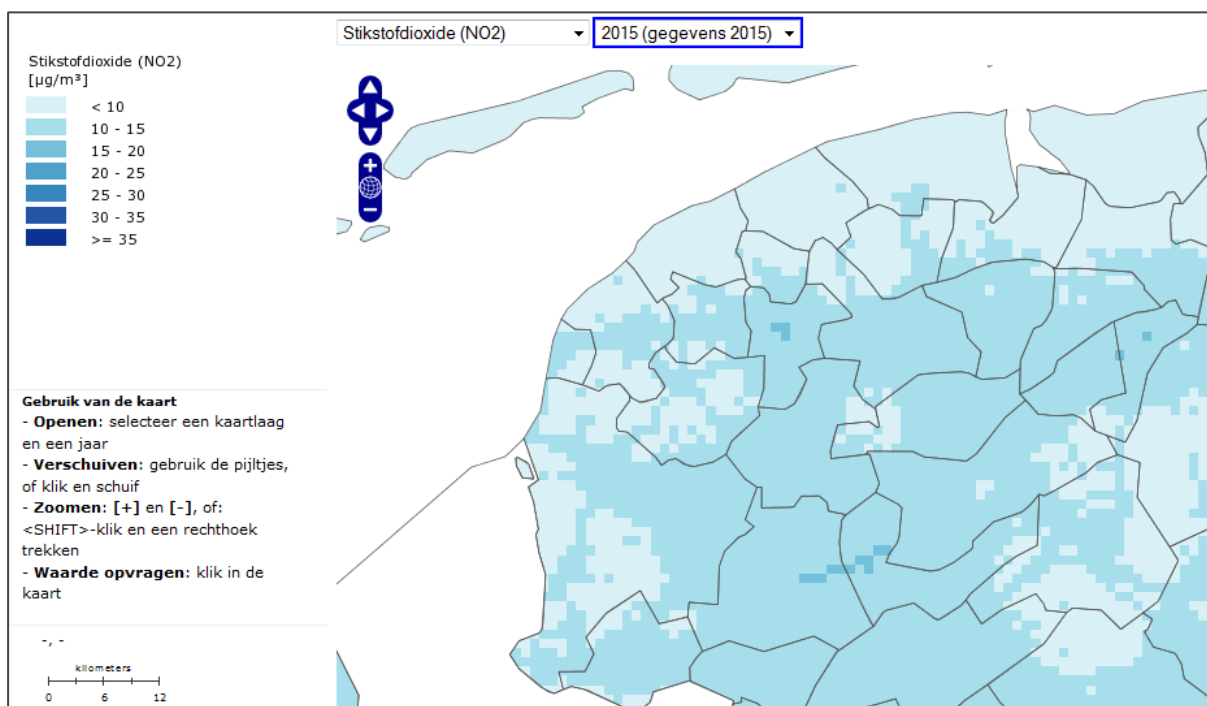 Stikstofdioxide (NO2)
2015 (gegevens 2015)
Stikstofdioxide (NO2)
[µg/m³]
< 10
10 - 15
15 - 20
20 - 25
25 - 30
30 - 35
>= 35
Gebruik van de kaart
- Openen: selecteer een kaartlaag
en een jaar
- Verschuiven: gebruik de pijltjes,
of klik en schuif
- Zoomen: [+] en [-], of:
<SHIFT>-klik en een rechthoek
trekken
- Waarde opvragen: klik in de
kaart
-, -
kilometers
0 6 12